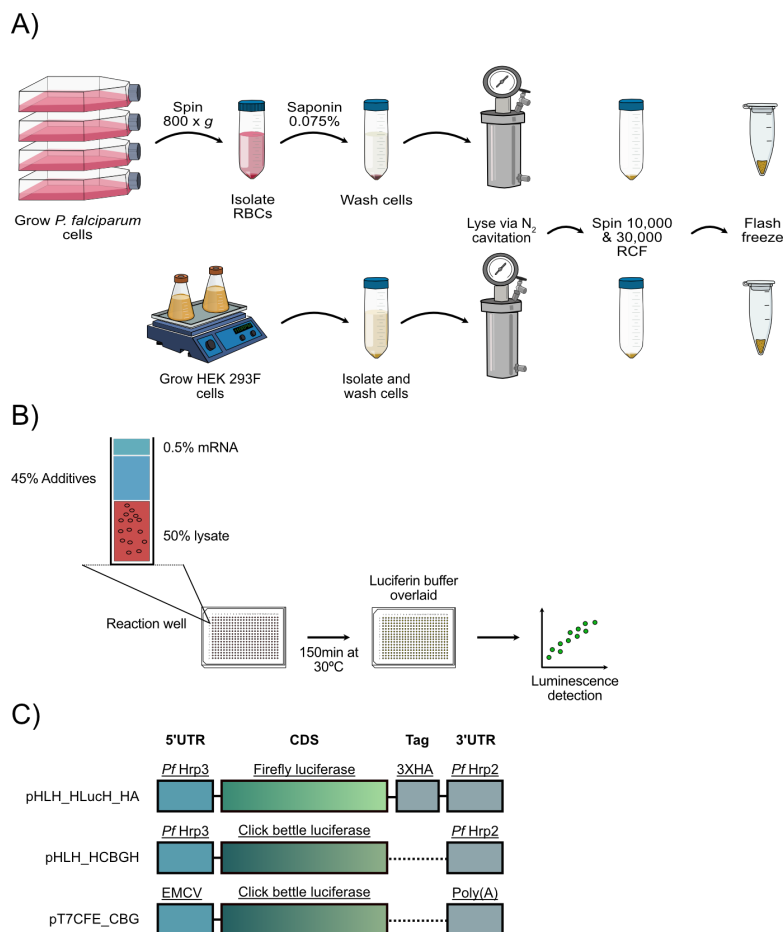 A)
Spin
800 x g
Saponin
0.075%
Grow P. falciparum
cells
Isolate
RBCs
Wash cells
Lyse via N2
cavitation
Spin 10,000
& 30,000
RCF
Flash
freeze
Grow HEK 293F
cells
Isolate and
wash cells
B)
0.5% mRNA
45% Additives
50% lysate
Reaction well
150min at
30ºC
Luciferin buffer
overlaid
Luminescence
detection
C)
5'UTR CDS Tag 3'UTR
Pf Hrp3 Firefly luciferase 3XHA Pf Hrp2
pHLH_HLucH_HA
Pf Hrp3 Click bettle luciferase Pf Hrp2
pHLH_HCBGH
EMCV Click bettle luciferase Poly(A)
pT7CFE_CBG